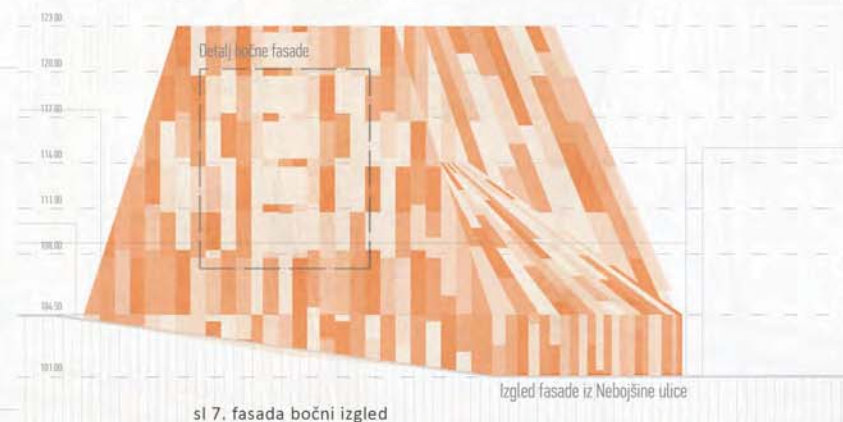 123.00
Detalj bočne fasade
120.00
117.00
114.00
111.00
108.00
104.50
101.00
Izgled fasade iz Nebojšine ulice
sl 7. fasada bočni izgled